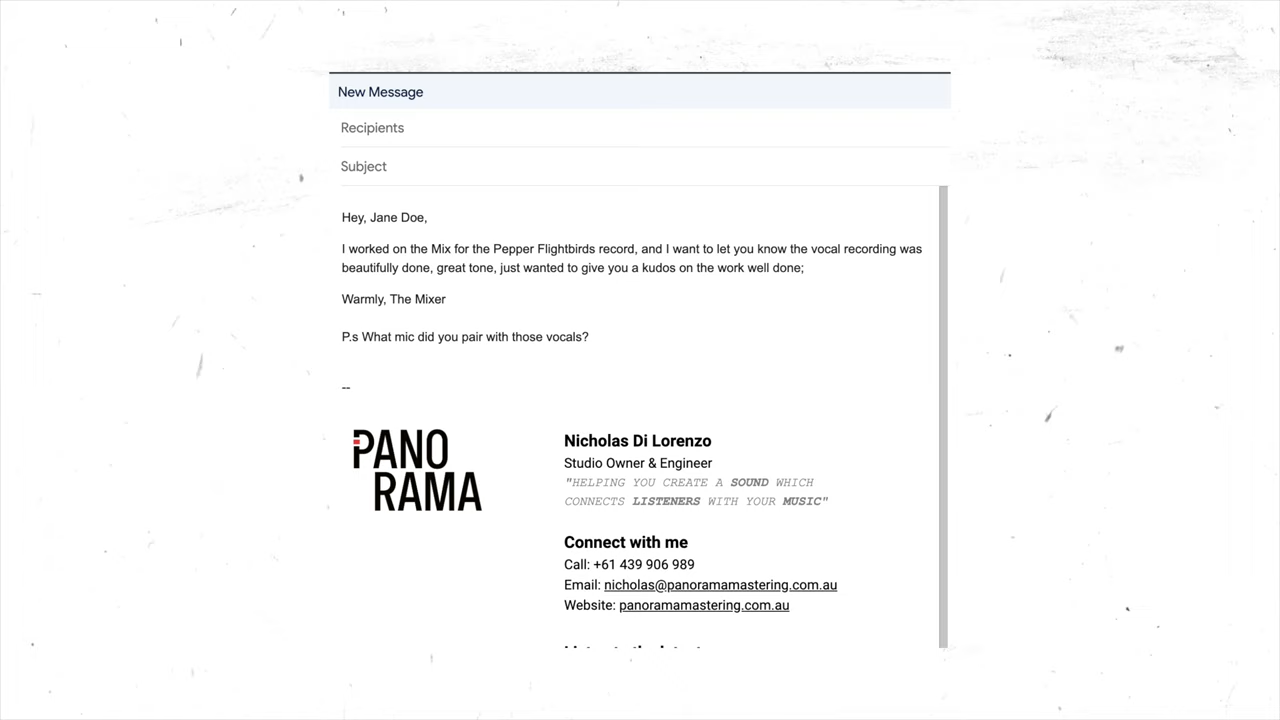 New Message
Recipients
Subject
Hey, Jane Doe,
I worked on the Mix for the Pepper Flightbirds record, and I want to let you know the vocal recording was
beautifully done, great tone, just wanted to give you a kudos on the work well done;
Warmly, The Mixer
P.s What mic did you pair with those vocals?
--
PANO
RAMA
Nicholas Di Lorenzo
Studio Owner & Engineer
"HELPING YOU CREATE A SOUND WHICH
CONNECTS LISTENERS WITH YOUR MUSIC"
Connect with me
Call: +61 439 906 989
Email: nicholas@panoramamastering.com.au
Website: panoramamastering.com.au